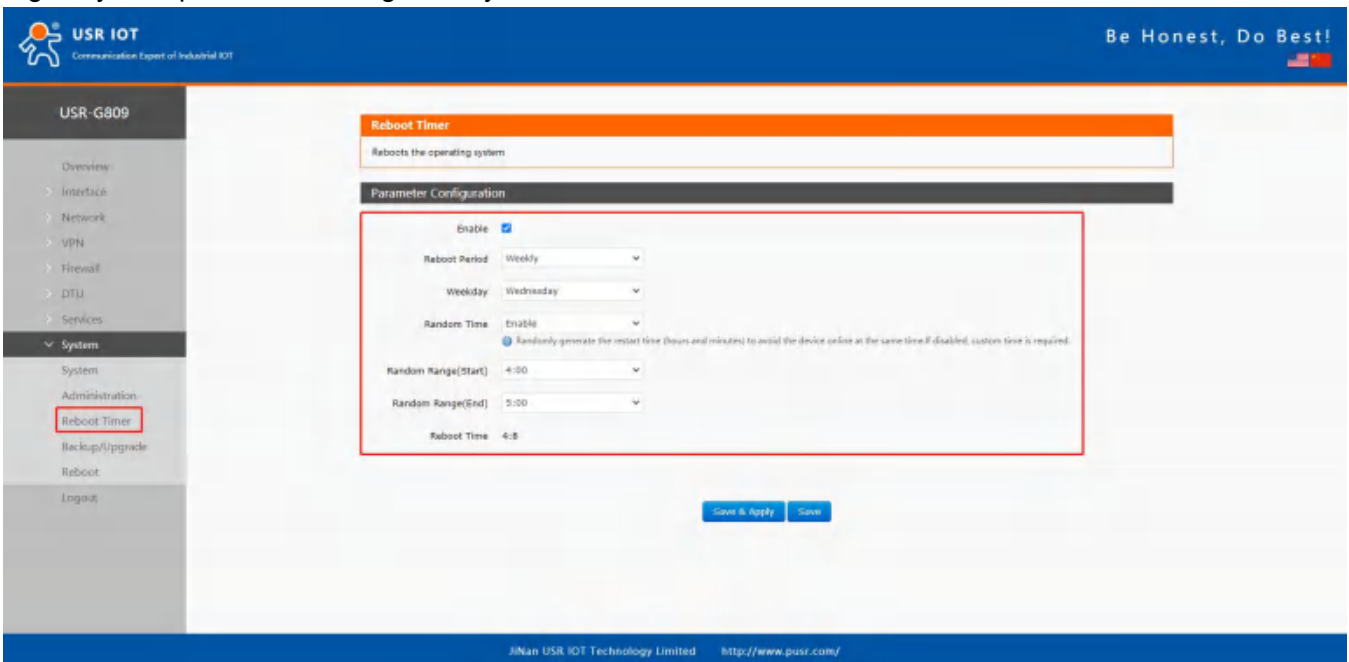 USR IOT
Communication Expert of Industrial IOT
Be Honest, Do Best!
USR-G809
Overview
Interface
Network
VPN
Firewall
DTU
Services
System
System
Administration
Reboot Timer
Backup/Upgrade
Reboot
Logout
Reboot Timer
Reboots the operating system
Parameter Configuration
Enable
Reboot Period Weekly
Weekday Wednesday
Random Time Enable
Randomly generate the restart time (hours and minutes) to avoid the device online at the same time.If disabled, custom time is required.
Random Range(Start) 4:00
Random Range(End) 5:00
Reboot Time 4:8
Save & Apply Save
JiNan USR IOT Technology Limited http://www.pusr.com/